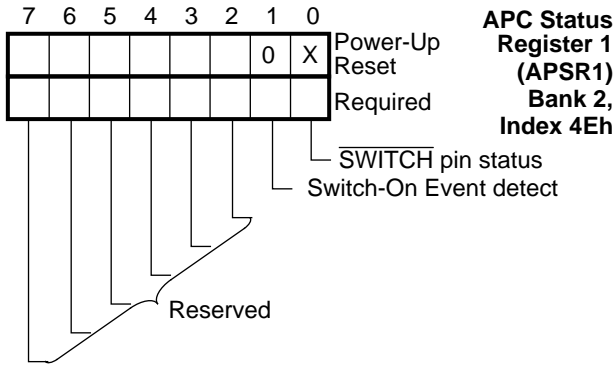 7 6 5 4 3 2 1 0
APC Status
Register 1
(APSR1)
Bank 2,
Index 4Eh
0 X
Power-Up
Reset
Required
SWITCH pin status
Switch-On Event detect
Reserved